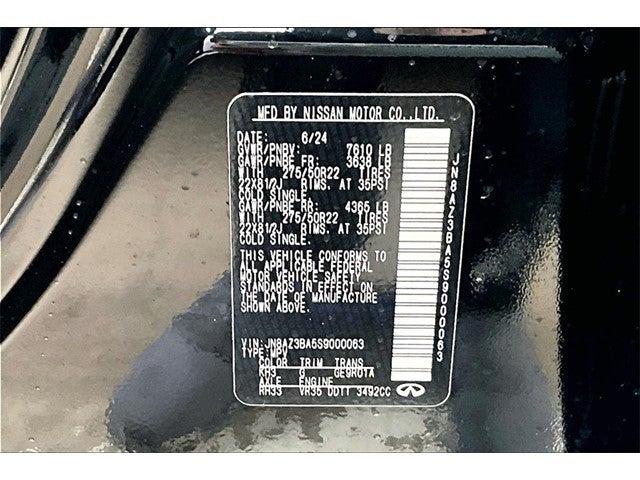 MFD BY NISSAN MOTOR CO.,LTD.
DATE: 6/24
GVWR/PNBV: 7610 LB
GAWR/PNBE FR: 3638 LB
WITH 275/50R22 TIRES
22X8 1/2J RIMS. AT 35PSI
COLD SINGLE.
GAWR/PNBE RR: 4365 LB
WITH 275/50R22 TIRES
22X8 1/2J RIMS. AT 35PSI
COLD SINGLE.
THIS VEHICLE CONFORMS TO
ALL APPLICABLE FEDERAL
MOTOR VEHICLE SAFETY
STANDARDS IN EFFECT ON
THE DATE OF MANUFACTURE
SHOWN ABOVE.
VIN: JN8AZ3BA5S9000063
TYPE: MPV
COLOR TRIM TRANS
KH3 G GE9R01A
AXLE ENGINE
RH33 VR35 DDTT 3492CC
JN8AZ3BA5S9000063